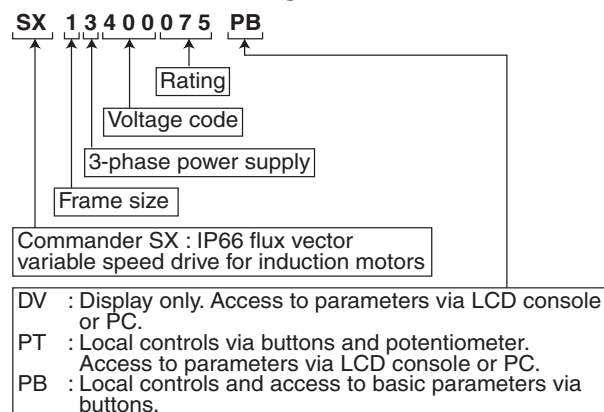 SX 1 3 4 0 0 0 7 5 PB
Rating
Voltage code
3-phase power supply
Frame size
Commander SX : IP66 flux vector
variable speed drive for induction motors
DV : Display only. Access to parameters via LCD console
or PC.
PT : Local controls via buttons and potentiometer.
Access to parameters via LCD console or PC.
PB : Local controls and access to basic parameters via
buttons.